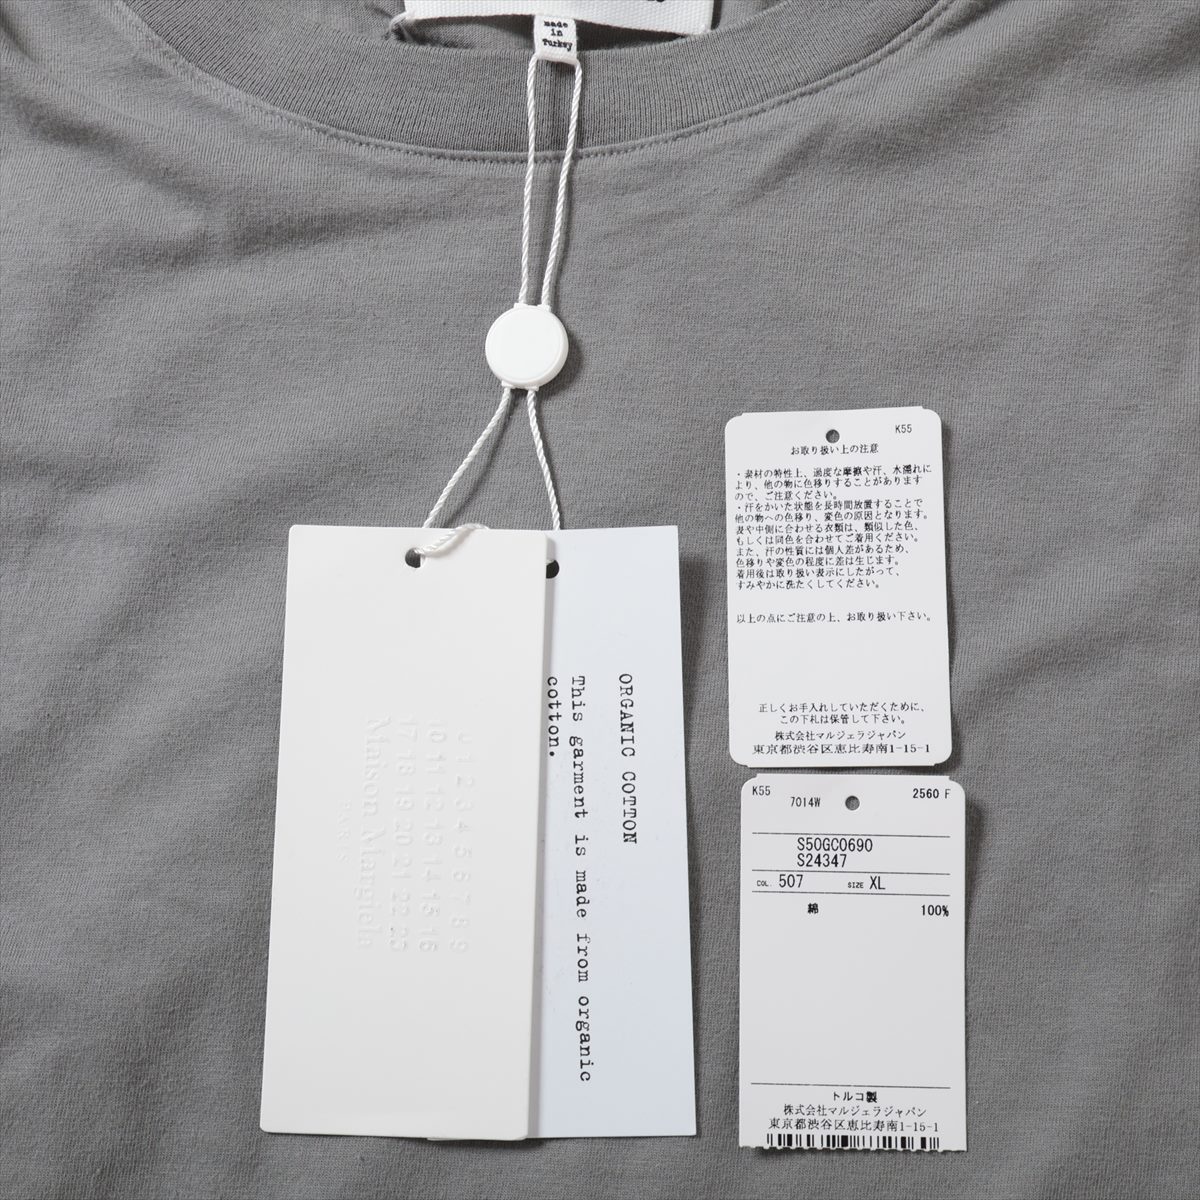 made
in
Turkey
ORGANIC COTTON
This garment is made from organic
cotton.
0 1 2 3 4 5 6 7 8 9
10 11 12 13 14 15 16
17 18 19 20 21 22 23
Maison Margiela
PARIS
K55
お取り扱い上の注意
・素材の特性上、過度な摩擦や汗、水濡れに
より、他の物に色移りすることがあります
ので、ご注意ください。
・汗をかいた状態を長時間放置することで
他の物への色移り、変色の原因となります。
表や中側に合わせる衣類は、類似した色、
もしくは同色を合わせてご着用ください。
また、汗の性質には個人差があるため、
色移りや変色の程度に差は生じます。
着用後は取り扱い表示にしたがって、
すみやかに洗たくしてください。
以上の点にご注意の上、お取り扱い下さい。
正しくお手入れしていただくために、
この下札は保管して下さい。
株式会社マルジェラジャパン
東京都渋谷区恵比寿南1-15-1
K55 7014W 2560 F
S50GC0690
S24347
COL. 507 SIZE XL
綿 100%
トルコ製
株式会社マルジェラジャパン
東京都渋谷区恵比寿南1-15-1